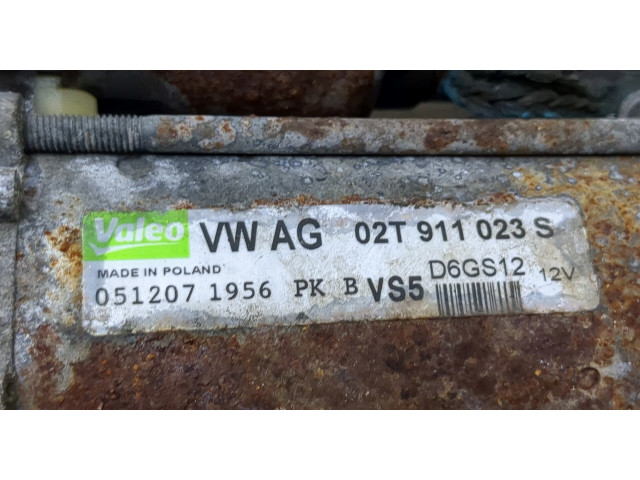 Valeo VW AG 02T 911 023 S
MADE IN POLAND D6GS12 12V
051207 1956 PK B VS5